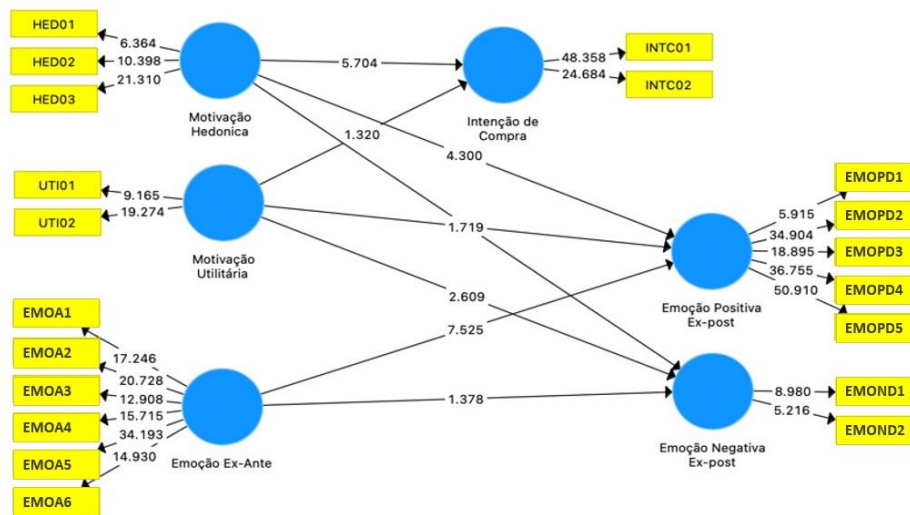 HED01
6.364
HED02
10.398
HED03
21.310
Motivação
Hedonica
5.704
48.358
INTC01
24.684
INTC02
Intenção de
Compra
1.320
4.300
UTI01
9.165
UTI02
19.274
Motivação
Utilitária
1.719
2.609
7.525
5.915
EMOPD1
34.904
EMOPD2
18.895
EMOPD3
36.755
EMOPD4
50.910
EMOPD5
Emoção Positiva
Ex-post
EMOA1
17.246
EMOA2
20.728
EMOA3
12.908
EMOA4
15.715
EMOA5
34.193
EMOA6
14.930
Emoção Ex-Ante
1.378
8.980
EMOND1
5.216
EMOND2
Emoção Negativa
Ex-post